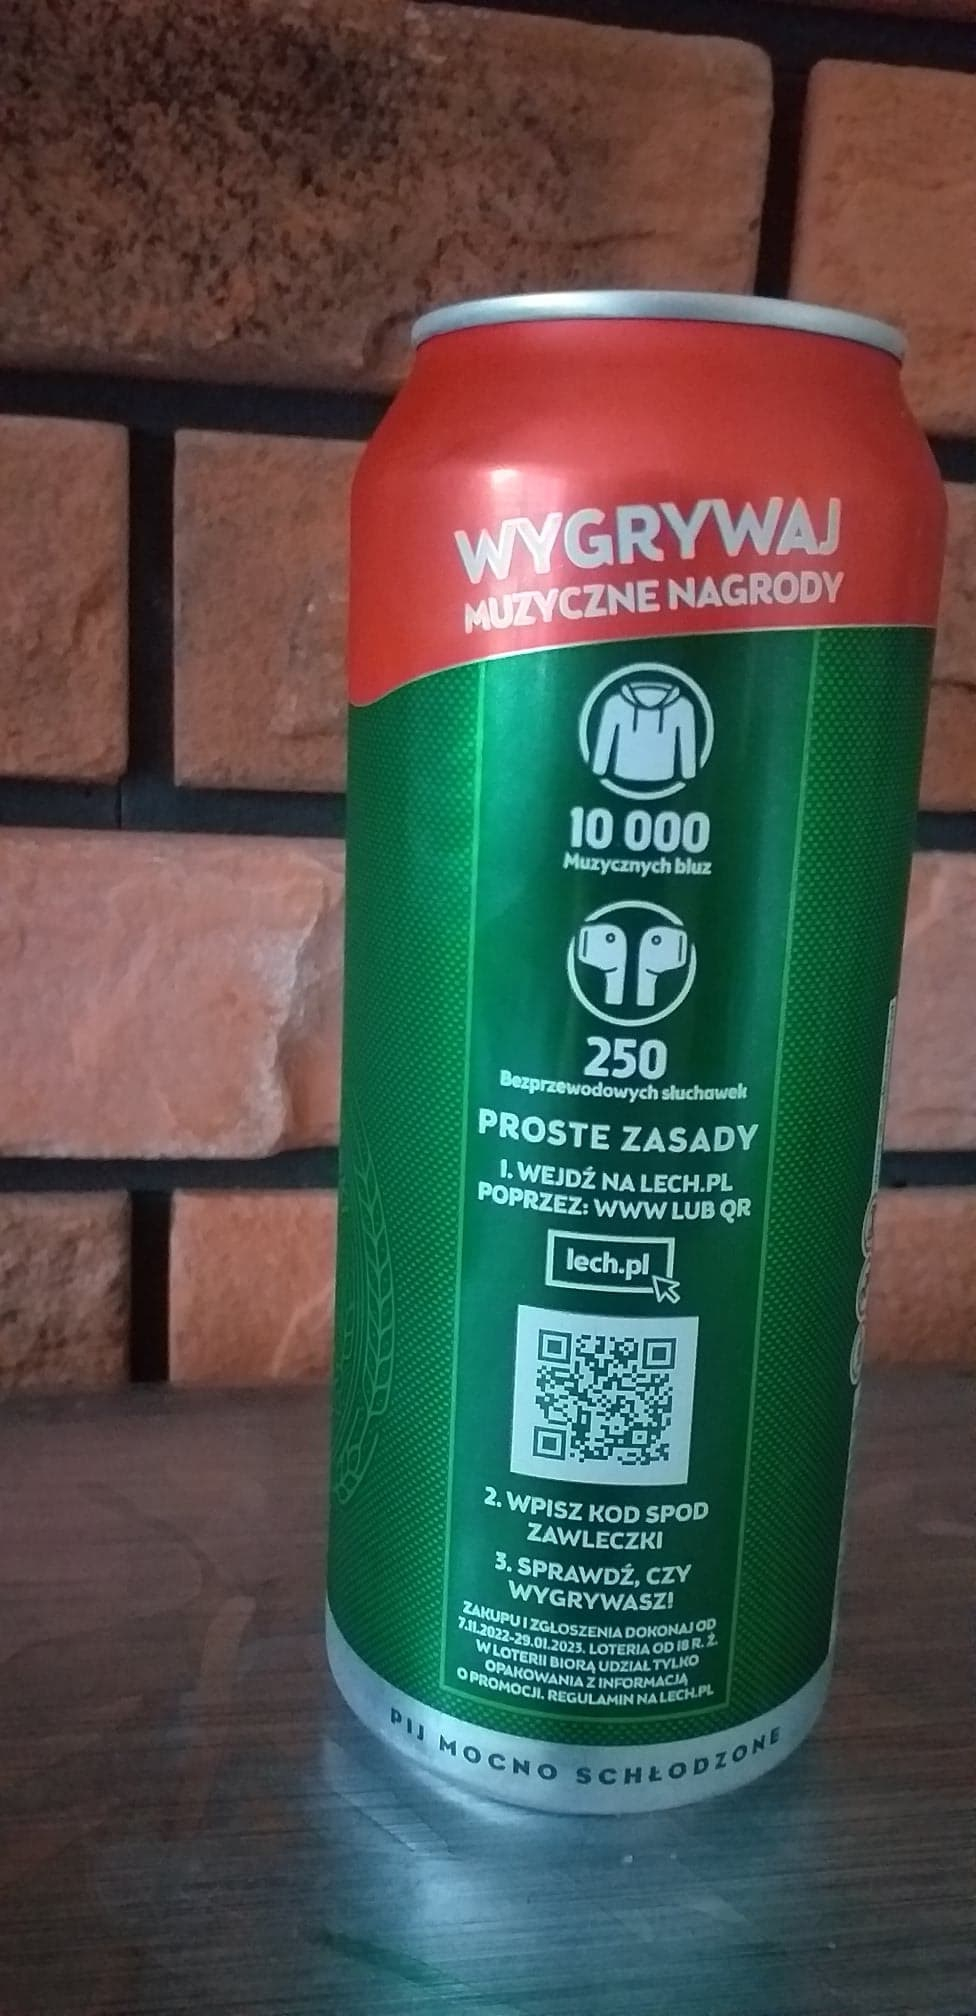 WYGRYWAJ
MUZYCZNE NAGRODY
10 000
Muzycznych bluz
250
Bezprzewodowych słuchawek
PROSTE ZASADY
1. WEJDŹ NA LECH.PL
POPRZEZ: WWW LUB QR
lech.pl
2. WPISZ KOD SPOD
ZAWLECZKI
3. SPRAWDŹ, CZY
WYGRYWASZ!
ZAKUPU I ZGŁOSZENIA DOKONAJ OD
7.11.2022-29.01.2023. LOTERIA OD 18 R. Ż.
W LOTERII BIORĄ UDZIAŁ TYLKO
OPAKOWANIA Z INFORMACJĄ
O PROMOCJI. REGULAMIN NA LECH.PL
PIJ MOCNO SCHŁODZONE